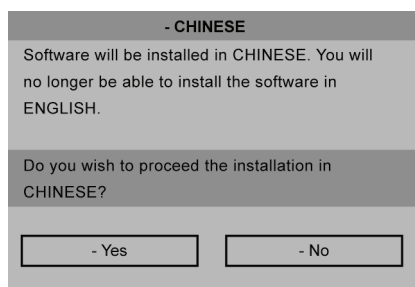 - CHINESE
Software will be installed in CHINESE. You will
no longer be able to install the software in
ENGLISH.
Do you wish to proceed the installation in
CHINESE?
- Yes
- No